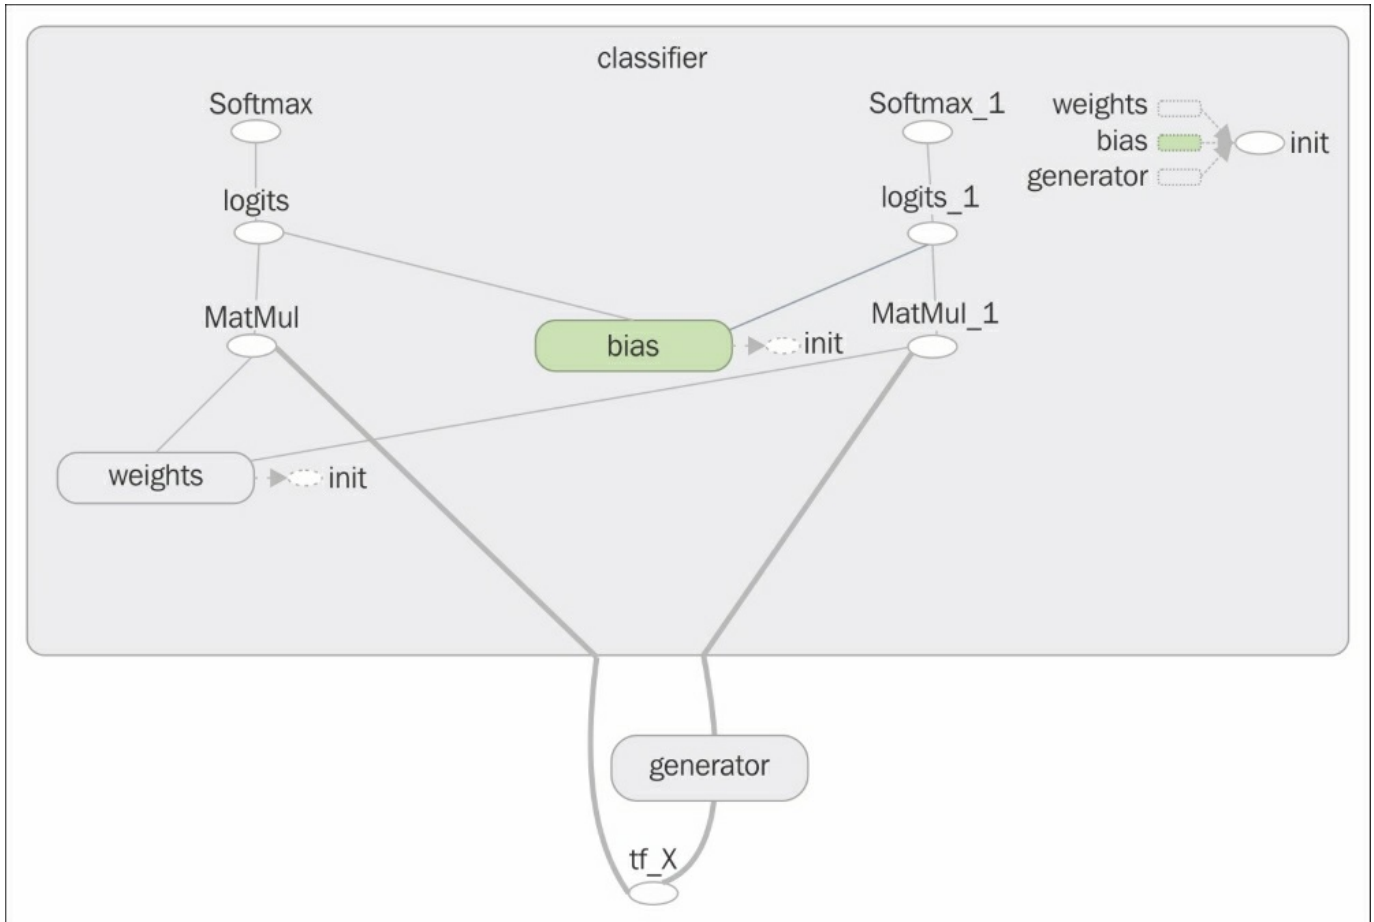 classifier
Softmax
Softmax_1
weights
bias
init
generator
logits
logits_1
MatMul
MatMul_1
bias
init
weights
init
generator
tf_X